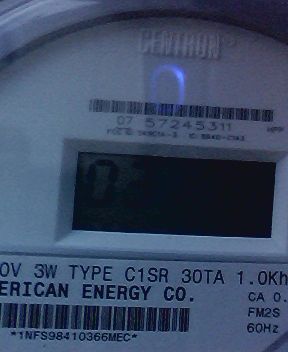 CENTRON®
07 57245311
0V 3W TYPE C1SR 30TA 1.0Kh
ERICAN ENERGY CO.
CA 0.
FM2S
60Hz
*1NFS98410366MEC*